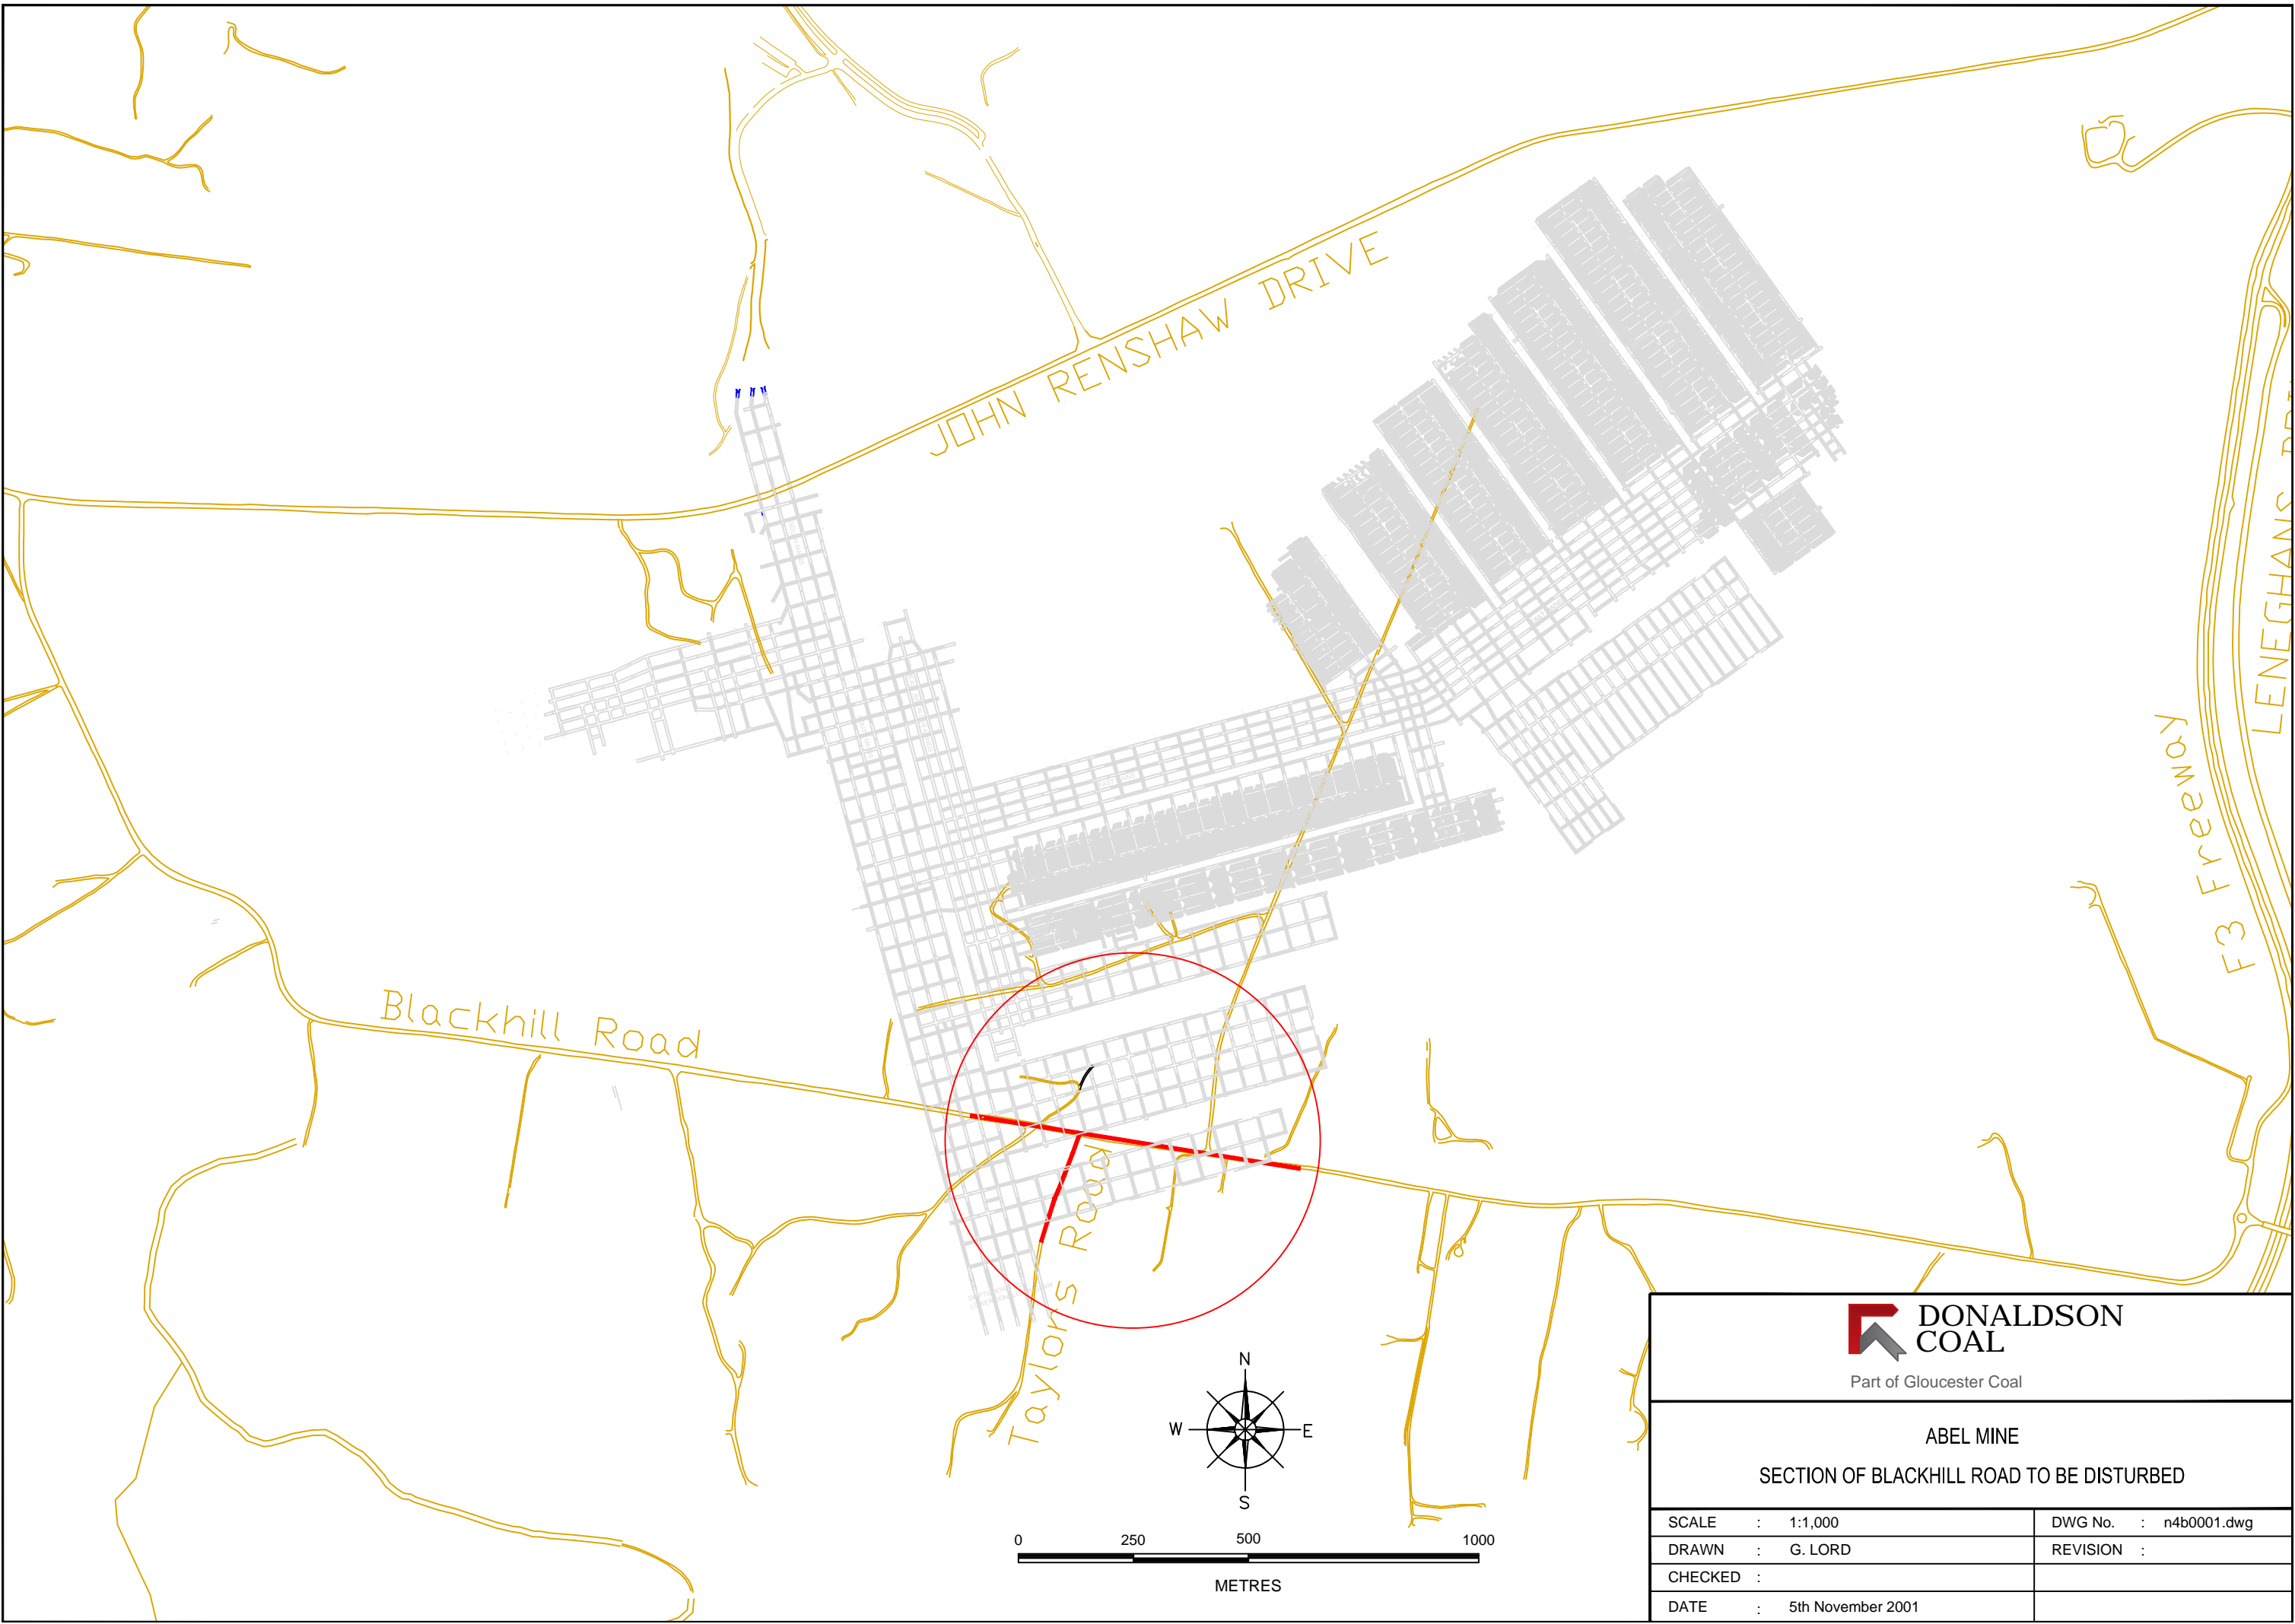 JOHN RENSHAW DRIVE
LENEGHANS
F3 Freeway
Blackhill Road
Taylors Road
N
W
E
S
0 250 500 1000
METRES
DONALDSON
COAL
Part of Gloucester Coal
ABEL MINE
SECTION OF BLACKHILL ROAD TO BE DISTURBED
SCALE : 1:1,000
DWG No. : n4b0001.dwg
DRAWN : G. LORD
REVISION :
CHECKED :
DATE : 5th November 2001